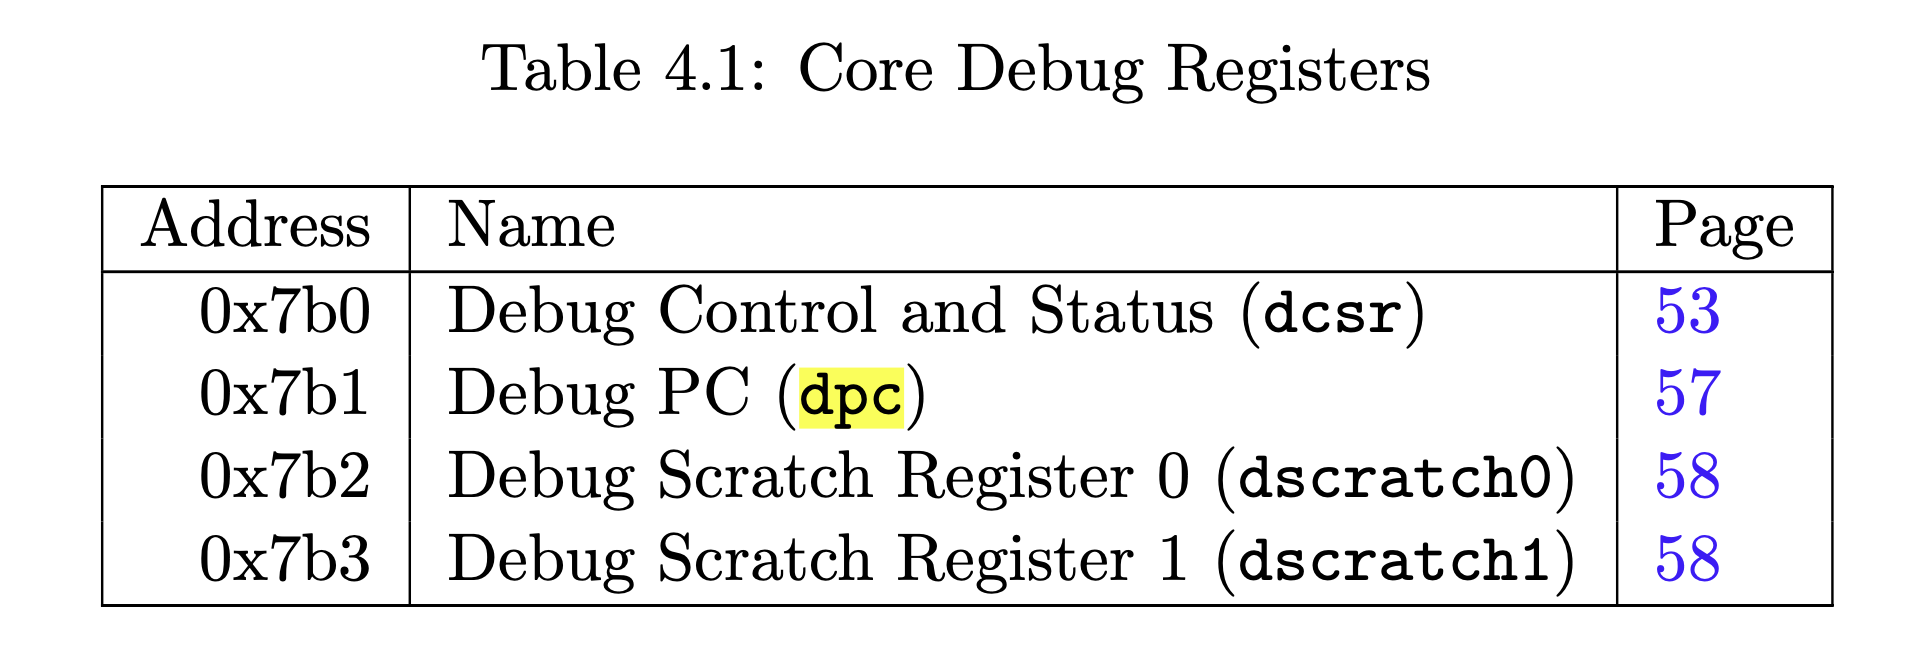 Table 4.1: Core Debug Registers
Address Name Page
0x7b0 Debug Control and Status (dcsr) 53
0x7b1 Debug PC (dpc) 57
0x7b2 Debug Scratch Register 0 (dscratch0) 58
0x7b3 Debug Scratch Register 1 (dscratch1) 58